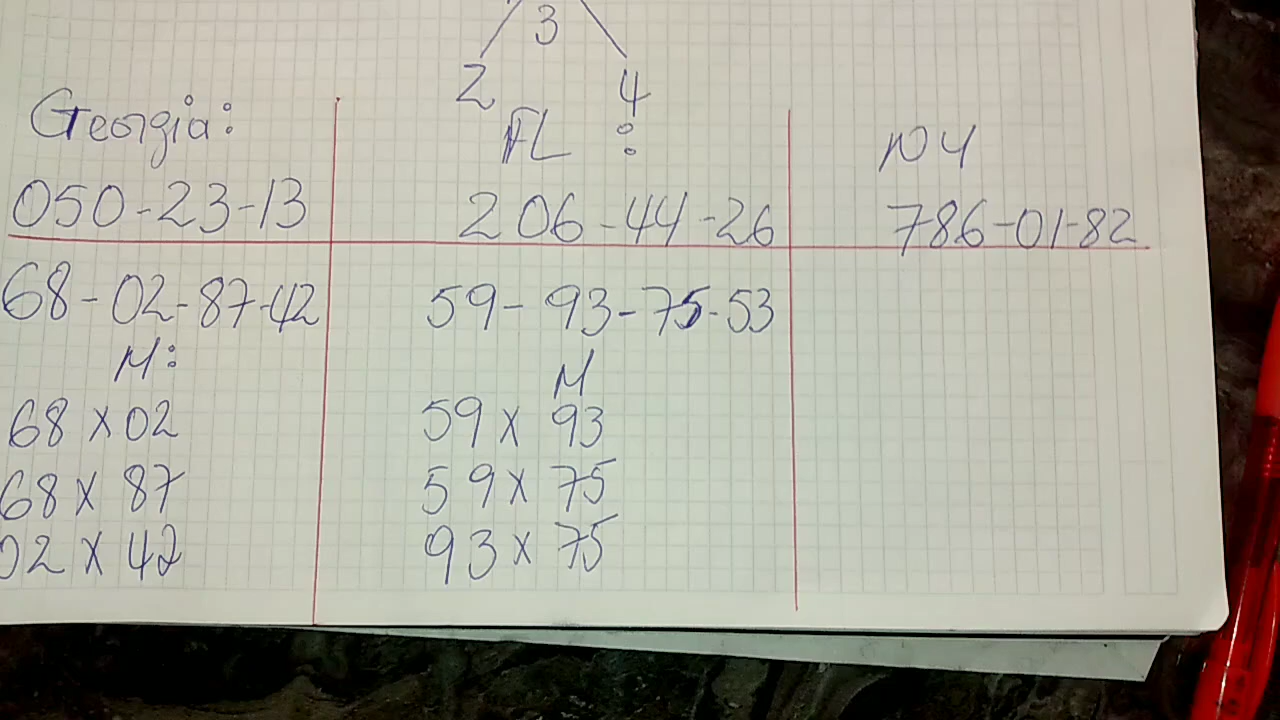 3
2 4
Georgia:
050-23-13
68-02-87-42
M:
68 x 02
68 x 87
02 x 42
FL :
206-44-26
59-93-75-53
M
59 x 93
59 x 75
93 x 75
NY
786-01-82